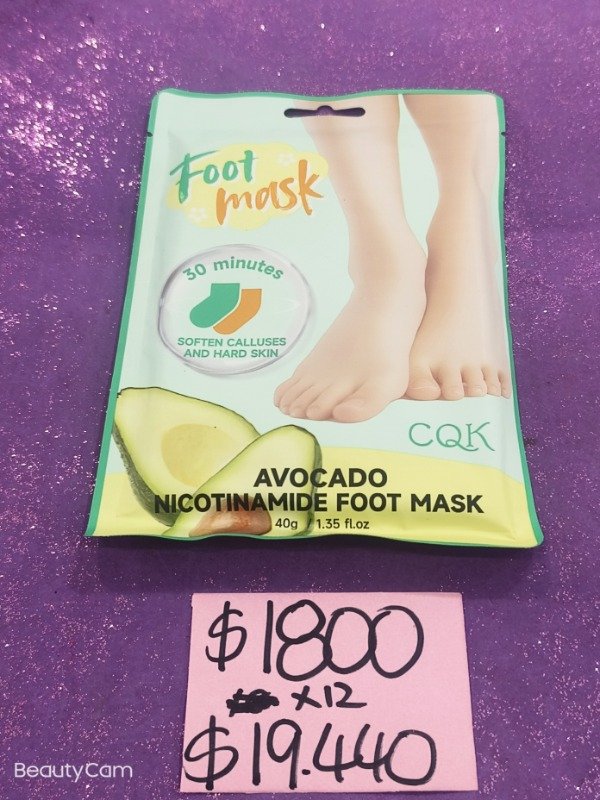 Foot
mask
30 minutes
SOFTEN CALLUSES
AND HARD SKIN
CQK
AVOCADO
NICOTINAMIDE FOOT MASK
40g / 1.35 fl.oz
$1800
x12
$19.440
BeautyCam